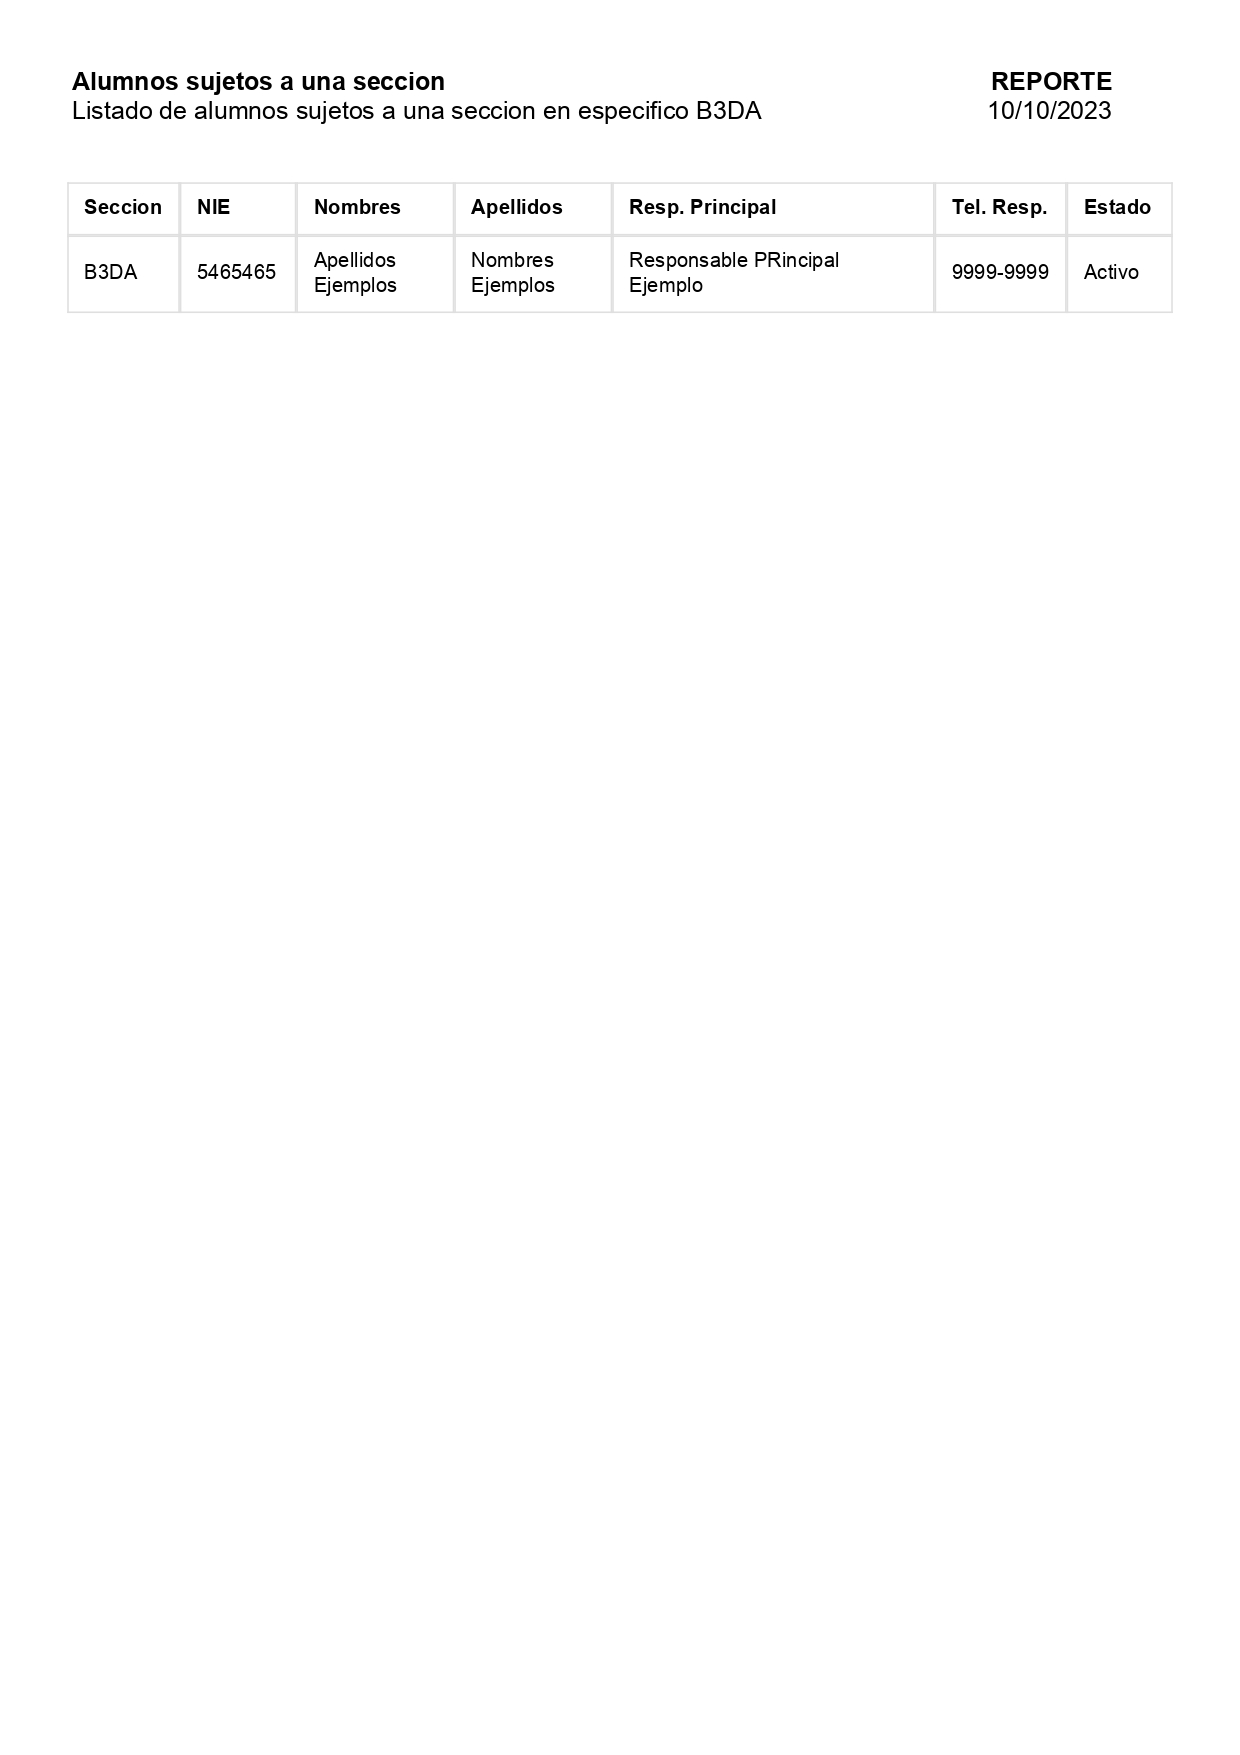 Alumnos sujetos a una seccion REPORTE
Listado de alumnos sujetos a una seccion en especifico B3DA 10/10/2023
Seccion NIE Nombres Apellidos Resp. Principal Tel. Resp. Estado
B3DA 5465465 Apellidos Ejemplos Nombres Ejemplos Responsable PRincipal Ejemplo 9999-9999 Activo